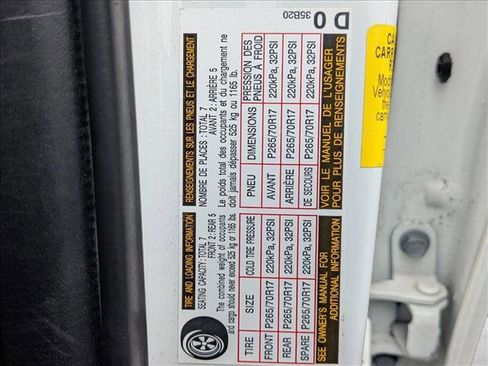 TIRE AND LOADING INFORMATION
SEATING CAPACITY: TOTAL 7
FRONT 2: REAR 5
The combined weight of occupants
and cargo should never exceed 525 kg or 1165 lbs.
TIRE SIZE COLD TIRE PRESSURE
FRONT P265/70R17 220kPa, 32PSI
REAR P265/70R17 220kPa, 32PSI
SPARE P265/70R17 220kPa, 32PSI
SEE OWNER'S MANUAL FOR
ADDITIONAL INFORMATION
RENSEIGNEMENTS SUR LES PNEUS ET LE CHARGEMENT
NOMBRE DE PLACES : TOTAL 7
AVANT 2 : ARRIÈRE 5
Le poids total des occupants et du chargement ne
doit jamais dépasser 525 kg ou 1165 lb.
PNEU DIMENSIONS PRESSION DES
PNEUS À FROID
AVANT P265/70R17 220kPa, 32PSI
ARRIÈRE P265/70R17 220kPa, 32PSI
DE SECOURS P265/70R17 220kPa, 32PSI
VOIR LE MANUEL DE L'USAGER
POUR PLUS DE RENSEIGNEMENTS
35B20
D 0